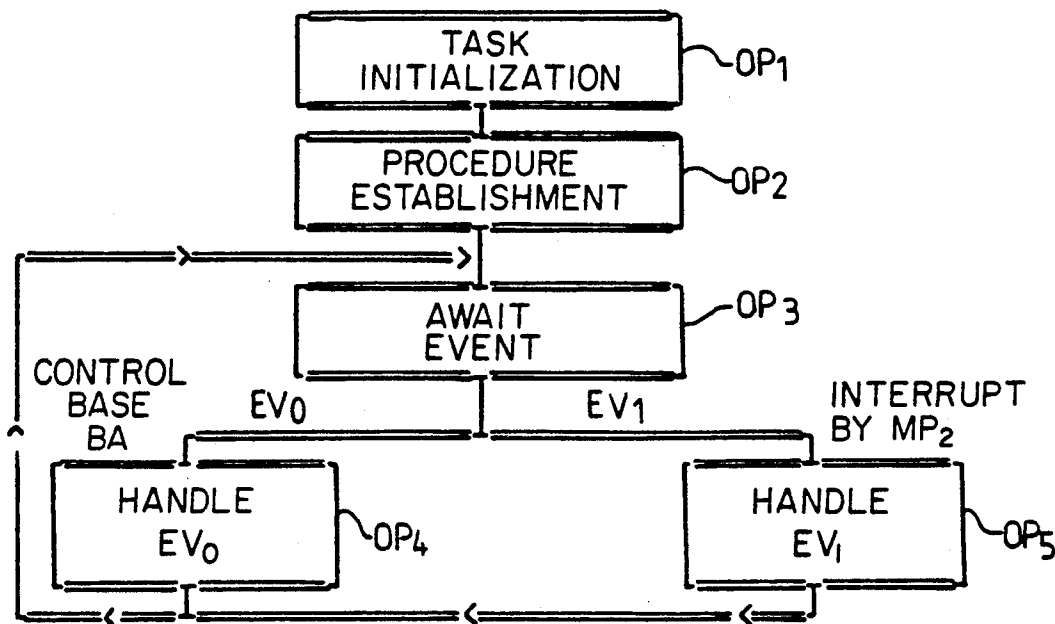 TASK
INITIALIZATION
OP1
PROCEDURE
ESTABLISHMENT
OP2
AWAIT
EVENT
OP3
CONTROL
BASE
BA
EV0
EV1
INTERRUPT
BY MP2
HANDLE
EV0
OP4
HANDLE
EV1
OP5